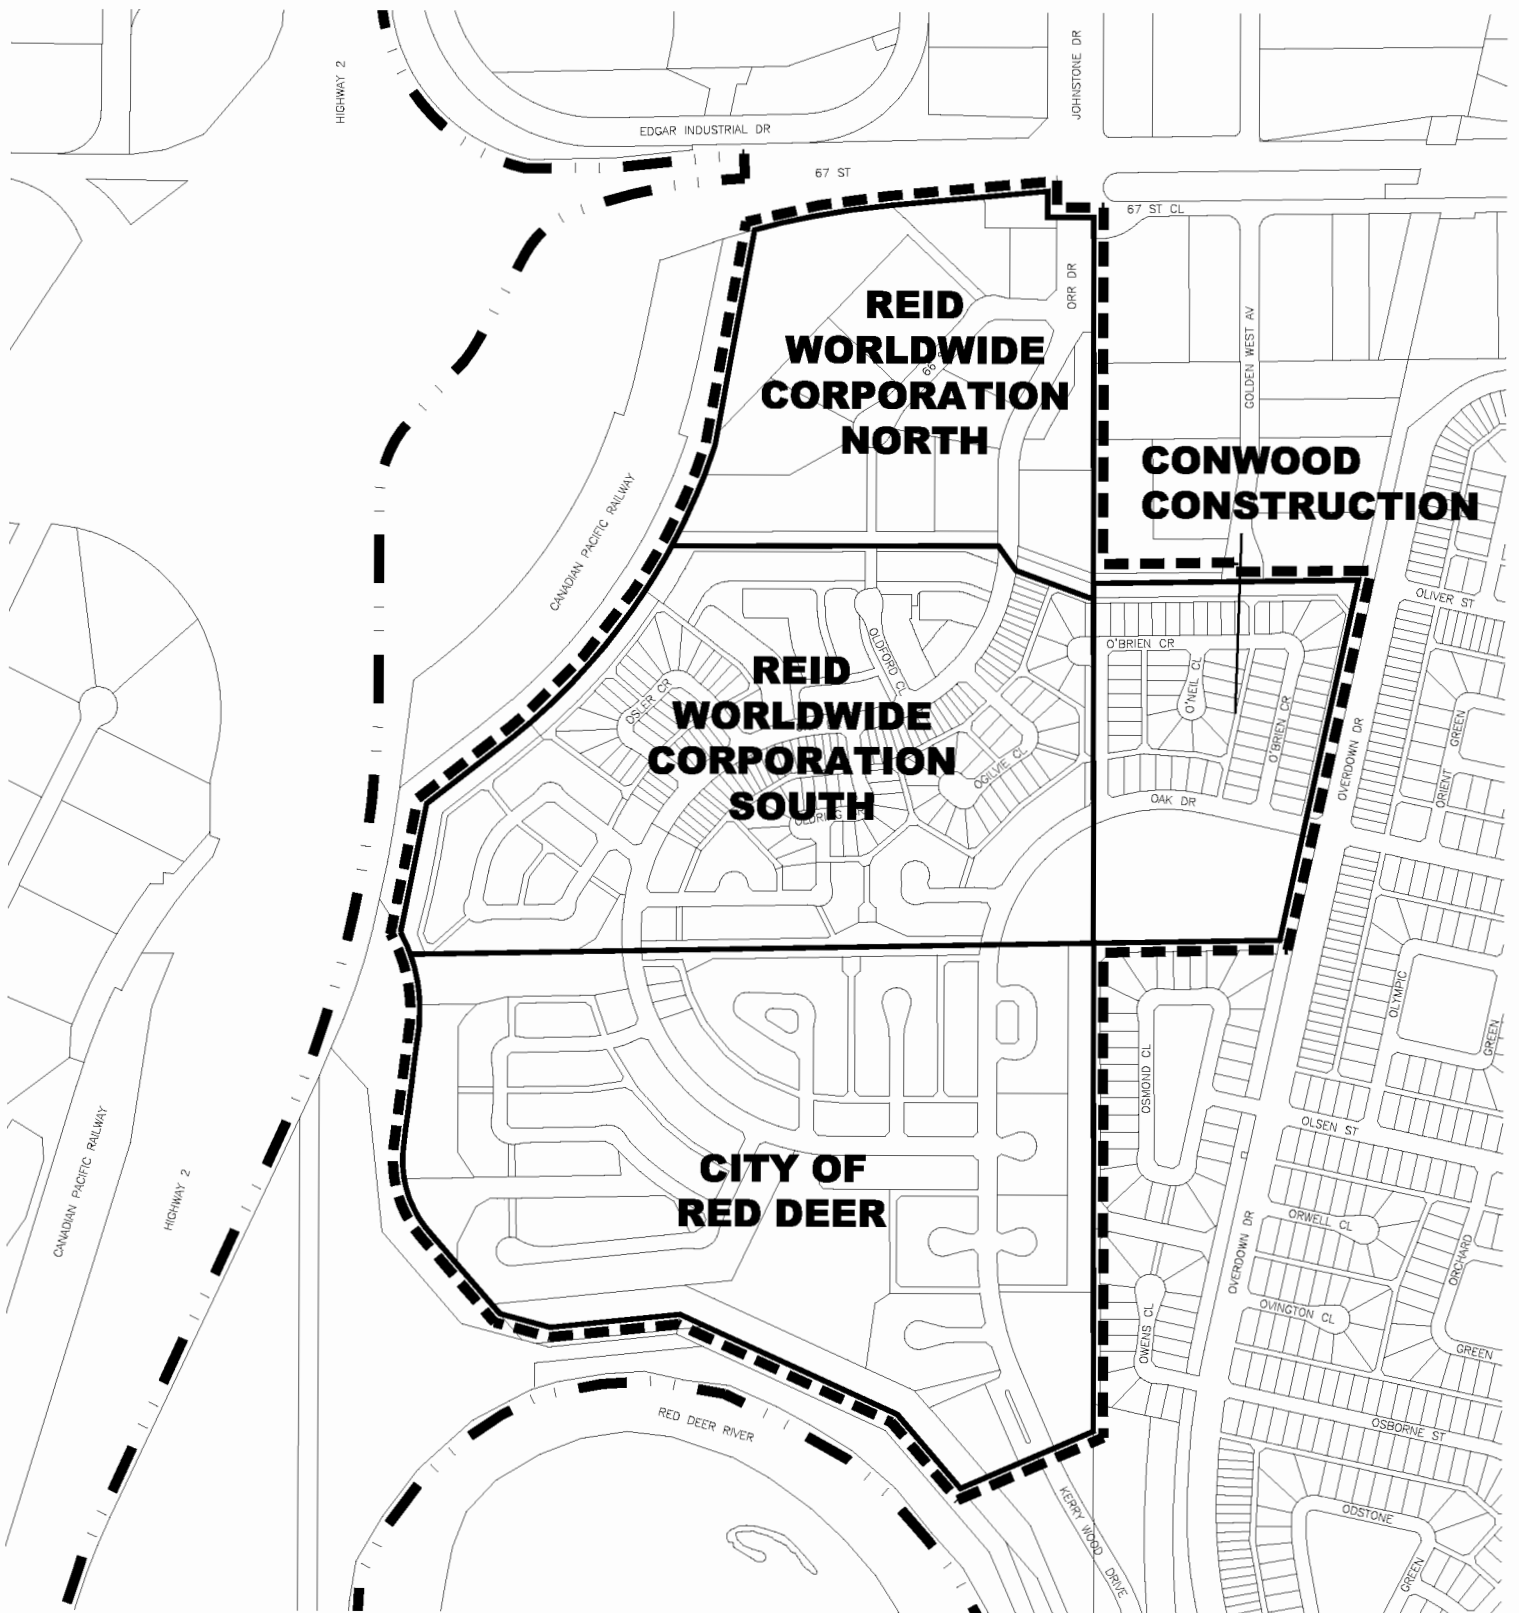 HIGHWAY 2
JOHNSTONE DR
EDGAR INDUSTRIAL DR
67 ST
67 ST CL
ORR DR
REID
WORLDWIDE
CORPORATION
NORTH
66
GOLDEN WEST AV
CONWOOD
CONSTRUCTION
CANADIAN PACIFIC RAILWAY
OLIVER ST
O'BRIEN CR
OLDFORD CL
O'NEIL CL
OSLER CR
REID
WORLDWIDE
CORPORATION
SOUTH
OGILVIE CL
O'BRIEN CR
OAK DR
OVERDOWN DR
GREEN
ORIENT
OLYMPIC
GREEN
OSMOND CL
OLSEN ST
CITY OF
RED DEER
CANADIAN PACIFIC RAILWAY
HIGHWAY 2
ORWELL CL
OVERDOWN DR
ORCHARD
OVINGTON CL
OWENS CL
GREEN
RED DEER RIVER
OSBORNE ST
KERRY WOOD DRIVE
ODSTONE
GREEN